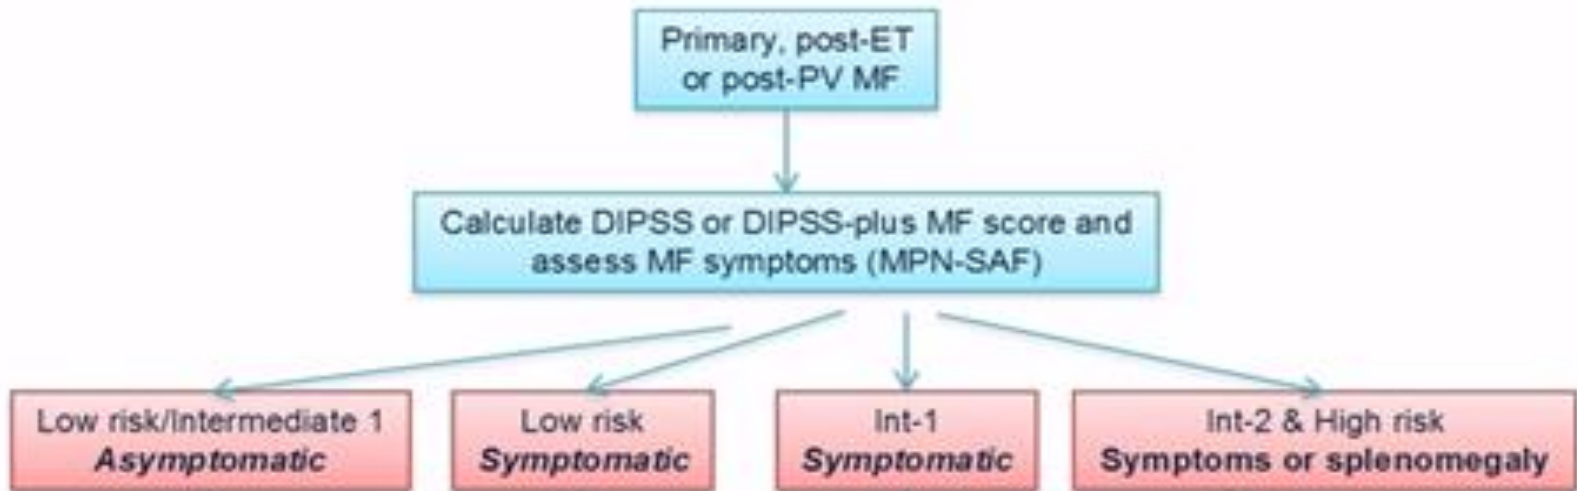 Primary, post-ET
or post-PV MF
Calculate DIPSS or DIPSS-plus MF score and
assess MF symptoms (MPN-SAF)
Low risk/Intermediate 1
Asymptomatic
Low risk
Symptomatic
Int-1
Symptomatic
Int-2 & High risk
Symptoms or splenomegaly